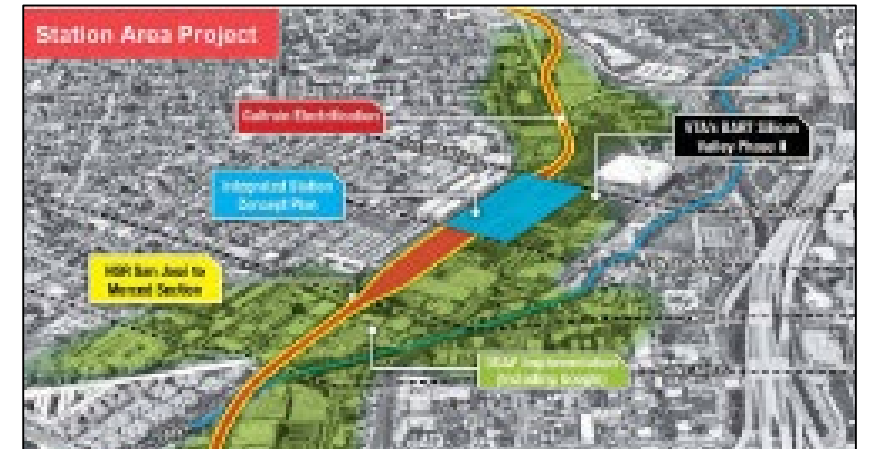 Station Area Project
Caltrain Electrification
VTA's BART Silicon
Valley Phase II
Integrated Station
Concept Plan
HSR San José to
Merced Section
DSAP Implementation
(including Google)